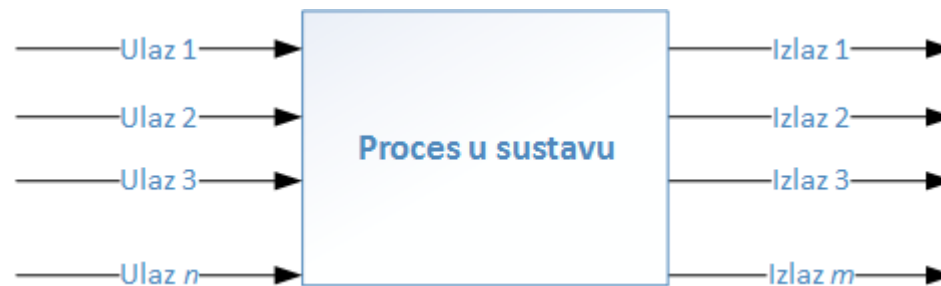 Ulaz 1
Izlaz 1
Ulaz 2
Izlaz 2
Proces u sustavu
Ulaz 3
Izlaz 3
Ulaz n
Izlaz m